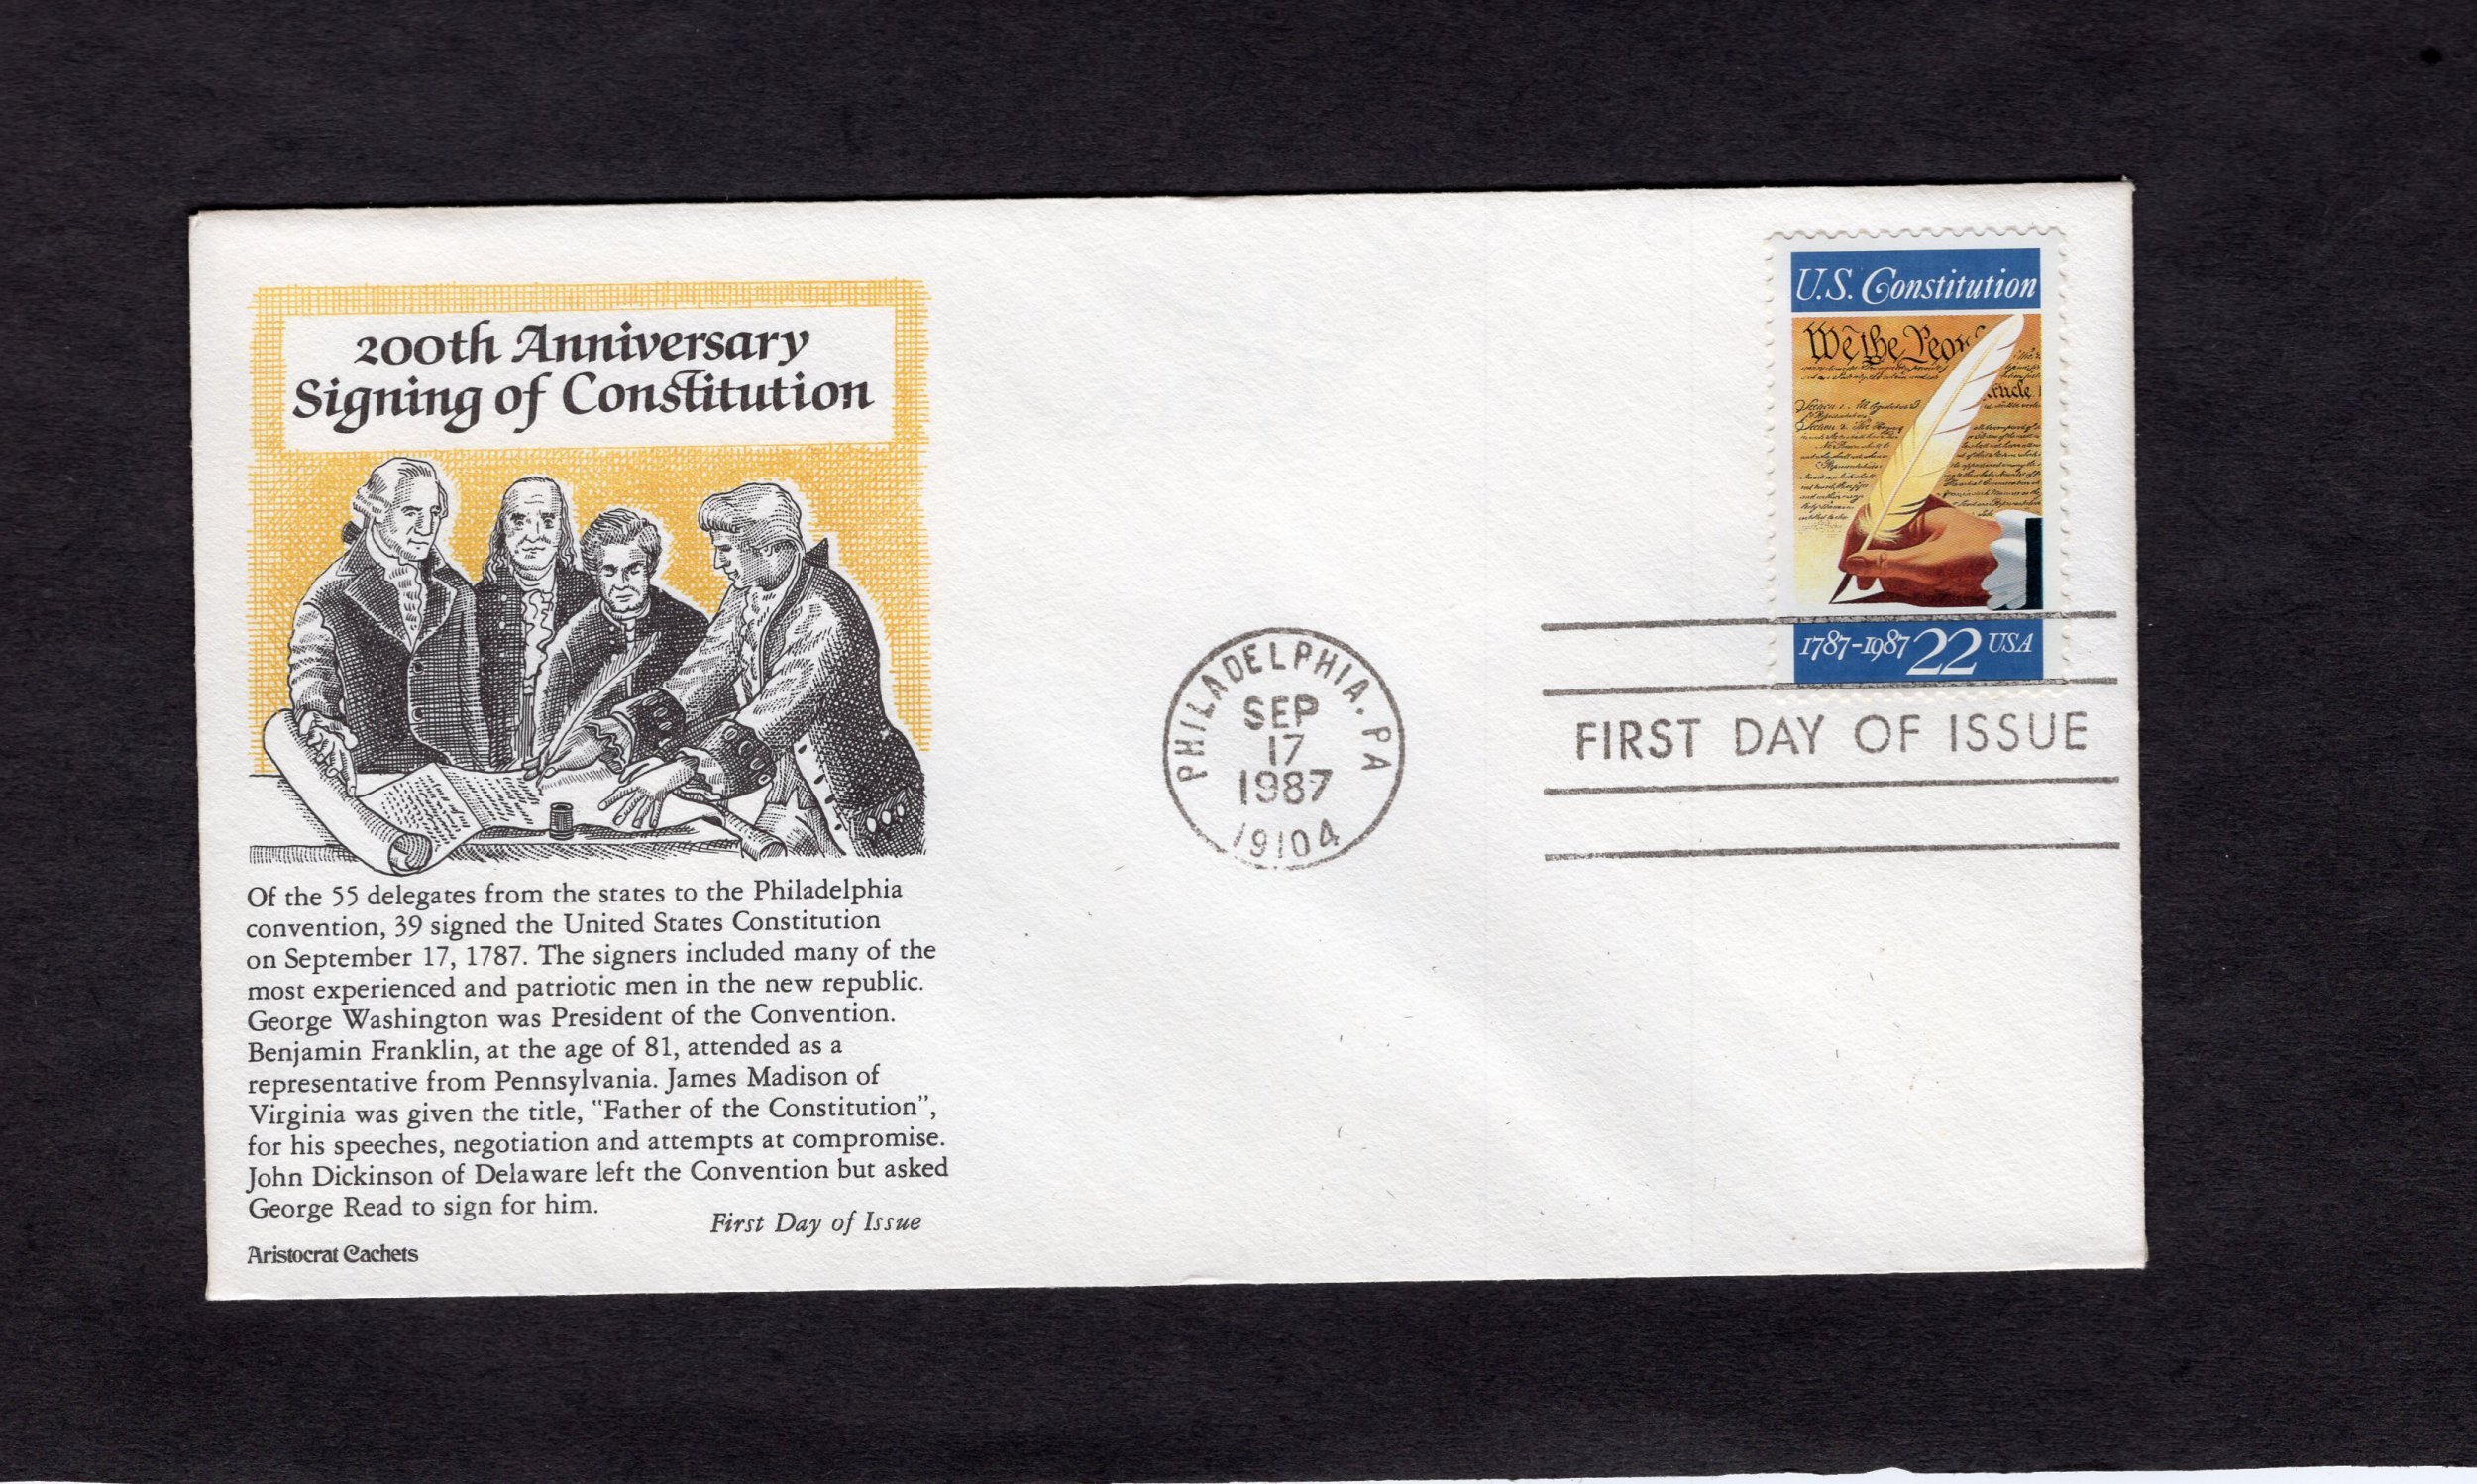 200th Anniversary
Signing of Constitution
Of the 55 delegates from the states to the Philadelphia
convention, 39 signed the United States Constitution
on September 17, 1787. The signers included many of the
most experienced and patriotic men in the new republic.
George Washington was President of the Convention.
Benjamin Franklin, at the age of 81, attended as a
representative from Pennsylvania. James Madison of
Virginia was given the title, "Father of the Constitution",
for his speeches, negotiation and attempts at compromise.
John Dickinson of Delaware left the Convention but asked
George Read to sign for him.
First Day of Issue
Aristocrat Cachets
PHILADELPHIA, PA
SEP
17
1987
19104
U.S. Constitution
We the
1787-1987 22 USA
FIRST DAY OF ISSUE